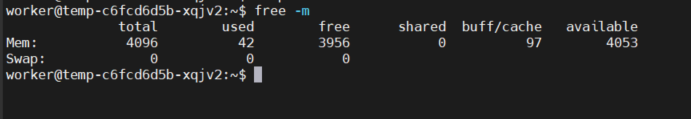 worker@temp-c6fcd6d5b-xqjv2:~$ free -m
total used free shared buff/cache available
Mem: 4096 42 3956 0 97 4053
Swap: 0 0 0
worker@temp-c6fcd6d5b-xqjv2:~$